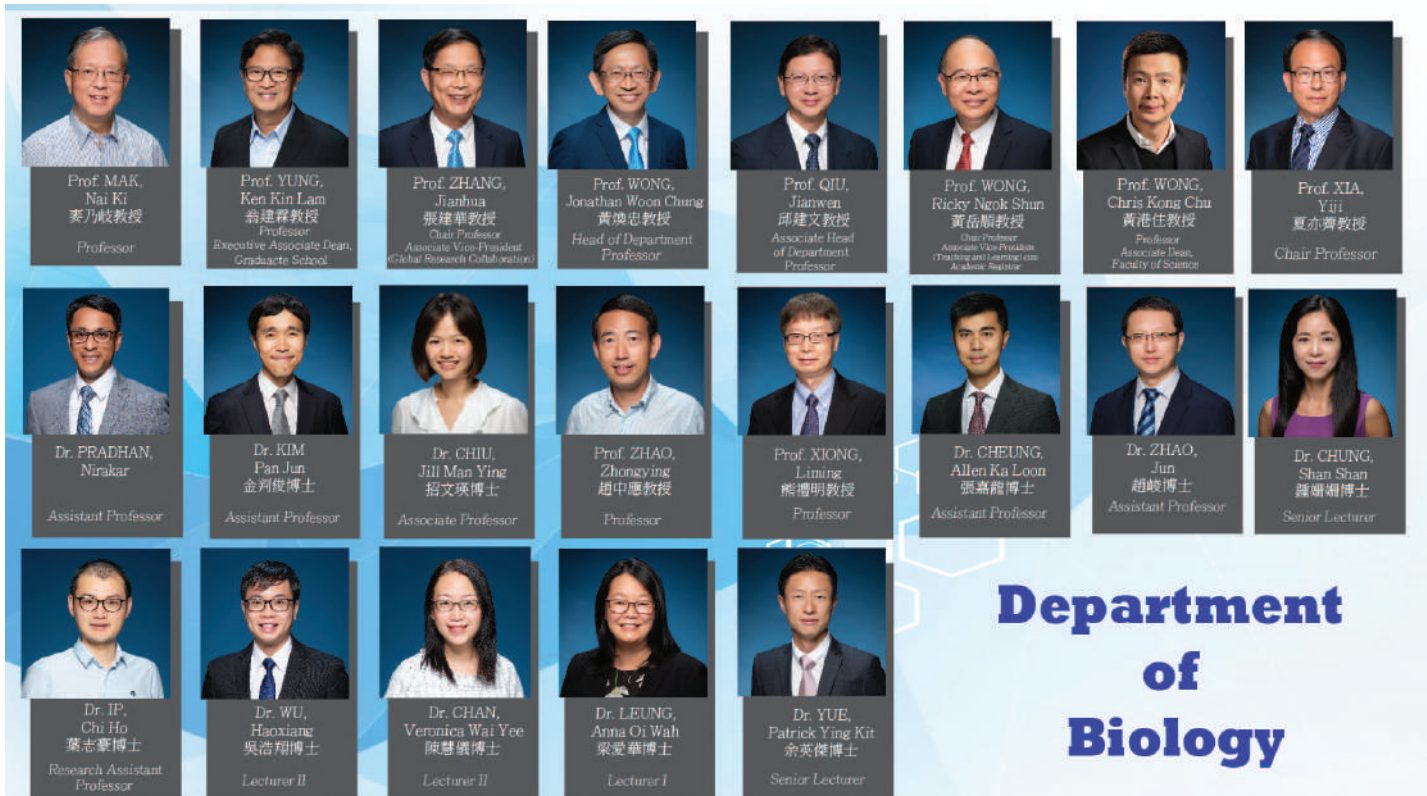 Prof. MAK,
Nai Ki
麥乃岐教授
Professor
Prof. YUNG,
Ken Kin Lam
翁建霖教授
Professor
Executive Associate Dean,
Graduate School
Prof. ZHANG,
Jianhua
張建華教授
Chair Professor
Associate Vice-President
(Global Research Collaboration)
Prof. WONG,
Jonathan Woon Chung
黃煥忠教授
Head of Department
Professor
Prof. QIU,
Jianwen
邱建文教授
Associate Head
of Department
Professor
Prof. WONG,
Ricky Ngok Shun
黃岳順教授
Chair Professor
Associate Vice-President
(Teaching and Learning) cum
Academic Registrar
Prof. WONG,
Chris Kong Chu
黃港住教授
Professor
Associate Dean,
Faculty of Science
Prof. XIA,
Yiji
夏亦薺教授
Chair Professor
Dr. PRADHAN,
Nirakar
Assistant Professor
Dr. KIM
Pan Jun
金判俊博士
Assistant Professor
Dr. CHIU,
Jill Man Ying
招文瑛博士
Associate Professor
Prof. ZHAO,
Zhongying
趙中應教授
Professor
Prof. XIONG,
Liming
熊禮明教授
Professor
Dr. CHEUNG,
Allen Ka Loon
張嘉龍博士
Assistant Professor
Dr. ZHAO,
Jun
趙峻博士
Assistant Professor
Dr. CHUNG,
Shan Shan
鍾姍姍博士
Senior Lecturer
Dr. IP,
Chi Ho
葉志豪博士
Research Assistant
Professor
Dr. WU,
Haoxiang
吳浩翔博士
Lecturer II
Dr. CHAN,
Veronica Wai Yee
陳慧儀博士
Lecturer II
Dr. LEUNG,
Anna Oi Wah
梁愛華博士
Lecturer I
Dr. YUE,
Patrick Ying Kit
余英傑博士
Senior Lecturer
Department
of
Biology